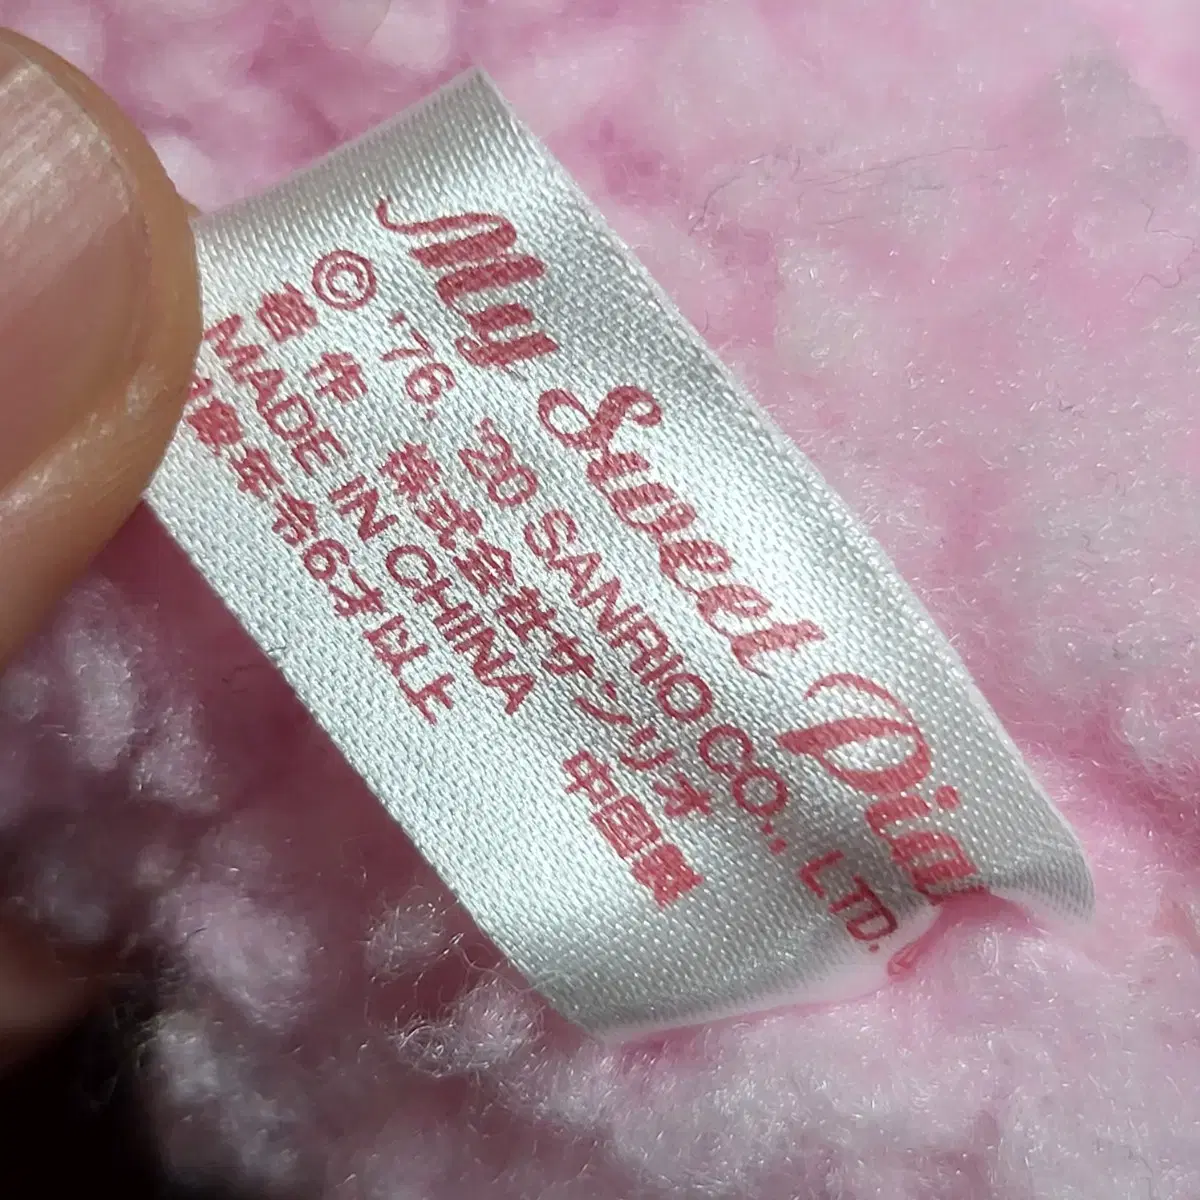 My Sweet Pia
© '76, '20 SANRIO CO., LTD.
著作 株式会社サンリオ
MADE IN CHINA 中国製
対象年令6才以上